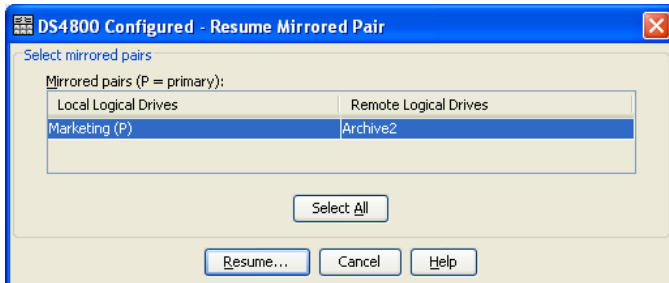 DS4800 Configured - Resume Mirrored Pair
Select mirrored pairs
Mirrored pairs (P = primary):
Local Logical Drives Remote Logical Drives
Marketing (P) Archive2
Select All
Resume... Cancel Help